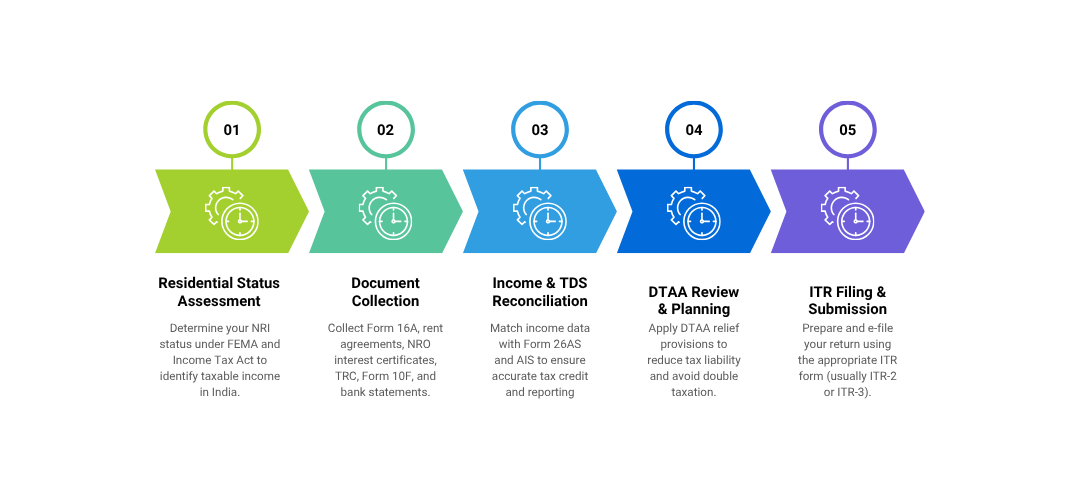 01
02
03
04
05
Residential Status
Assessment
Determine your NRI
status under FEMA and
Income Tax Act to
identify taxable income
in India.
Document
Collection
Collect Form 16A, rent
agreements, NRO
interest certificates,
TRC, Form 10F, and
bank statements.
Income & TDS
Reconciliation
Match income data
with Form 26AS
and AIS to ensure
accurate tax credit
and reporting
DTAA Review
& Planning
Apply DTAA relief
provisions to
reduce tax liability
and avoid double
taxation.
ITR Filing &
Submission
Prepare and e-file
your return using
the appropriate ITR
form (usually ITR-2
or ITR-3).